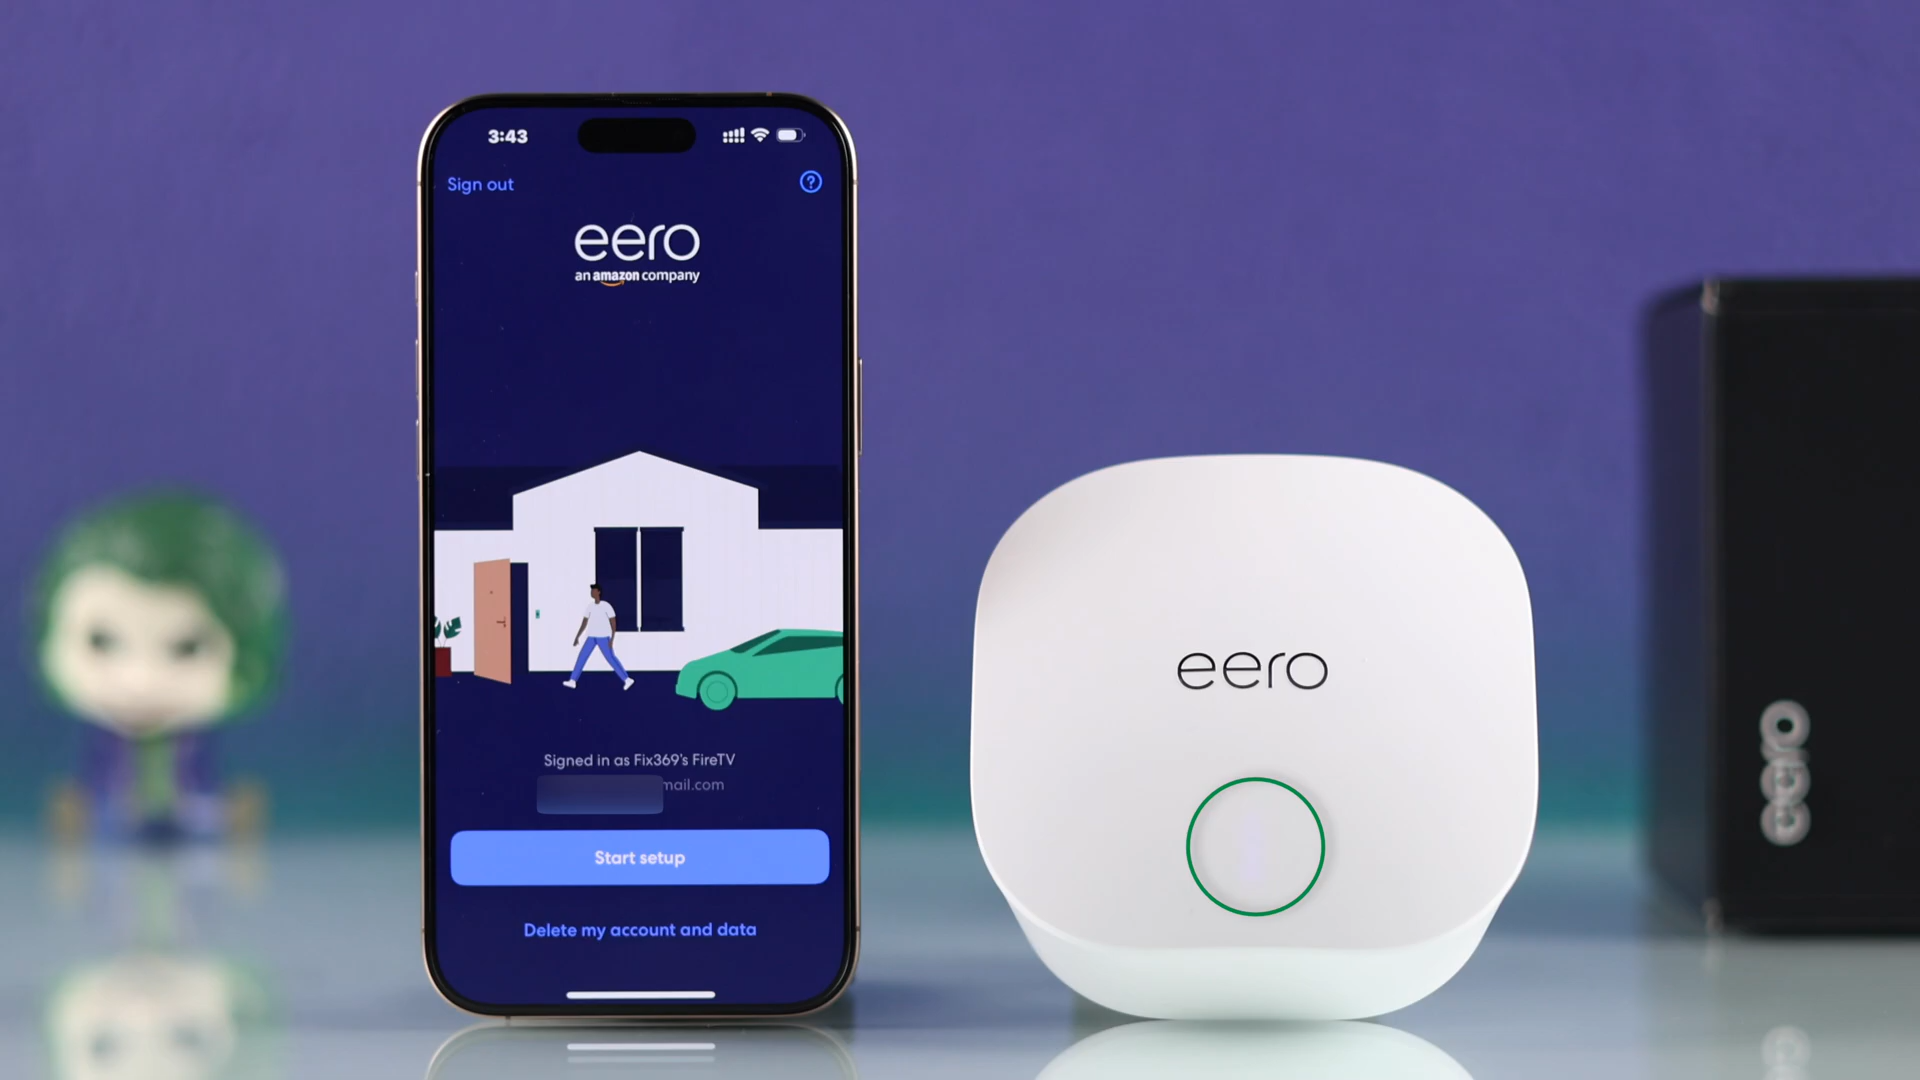 3:43
Sign out
?
eero
an amazon company
Signed in as Fix369's FireTV
mail.com
Start setup
Delete my account and data
eero
eero